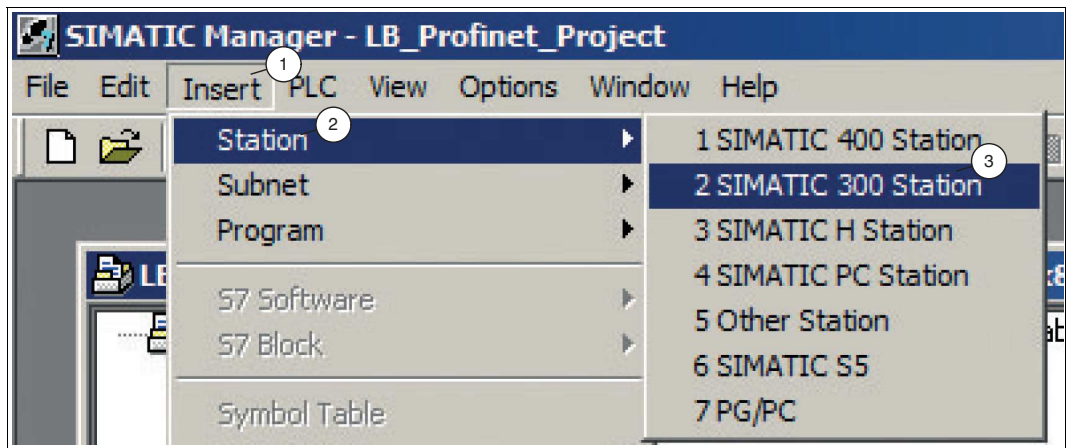 SIMATIC Manager - LB_Profinet_Project
File Edit Insert PLC View Options Window Help
1
2
3
Station
Subnet
Program
S7 Software
S7 Block
Symbol Table
1 SIMATIC 400 Station
2 SIMATIC 300 Station
3 SIMATIC H Station
4 SIMATIC PC Station
5 Other Station
6 SIMATIC S5
7 PG/PC